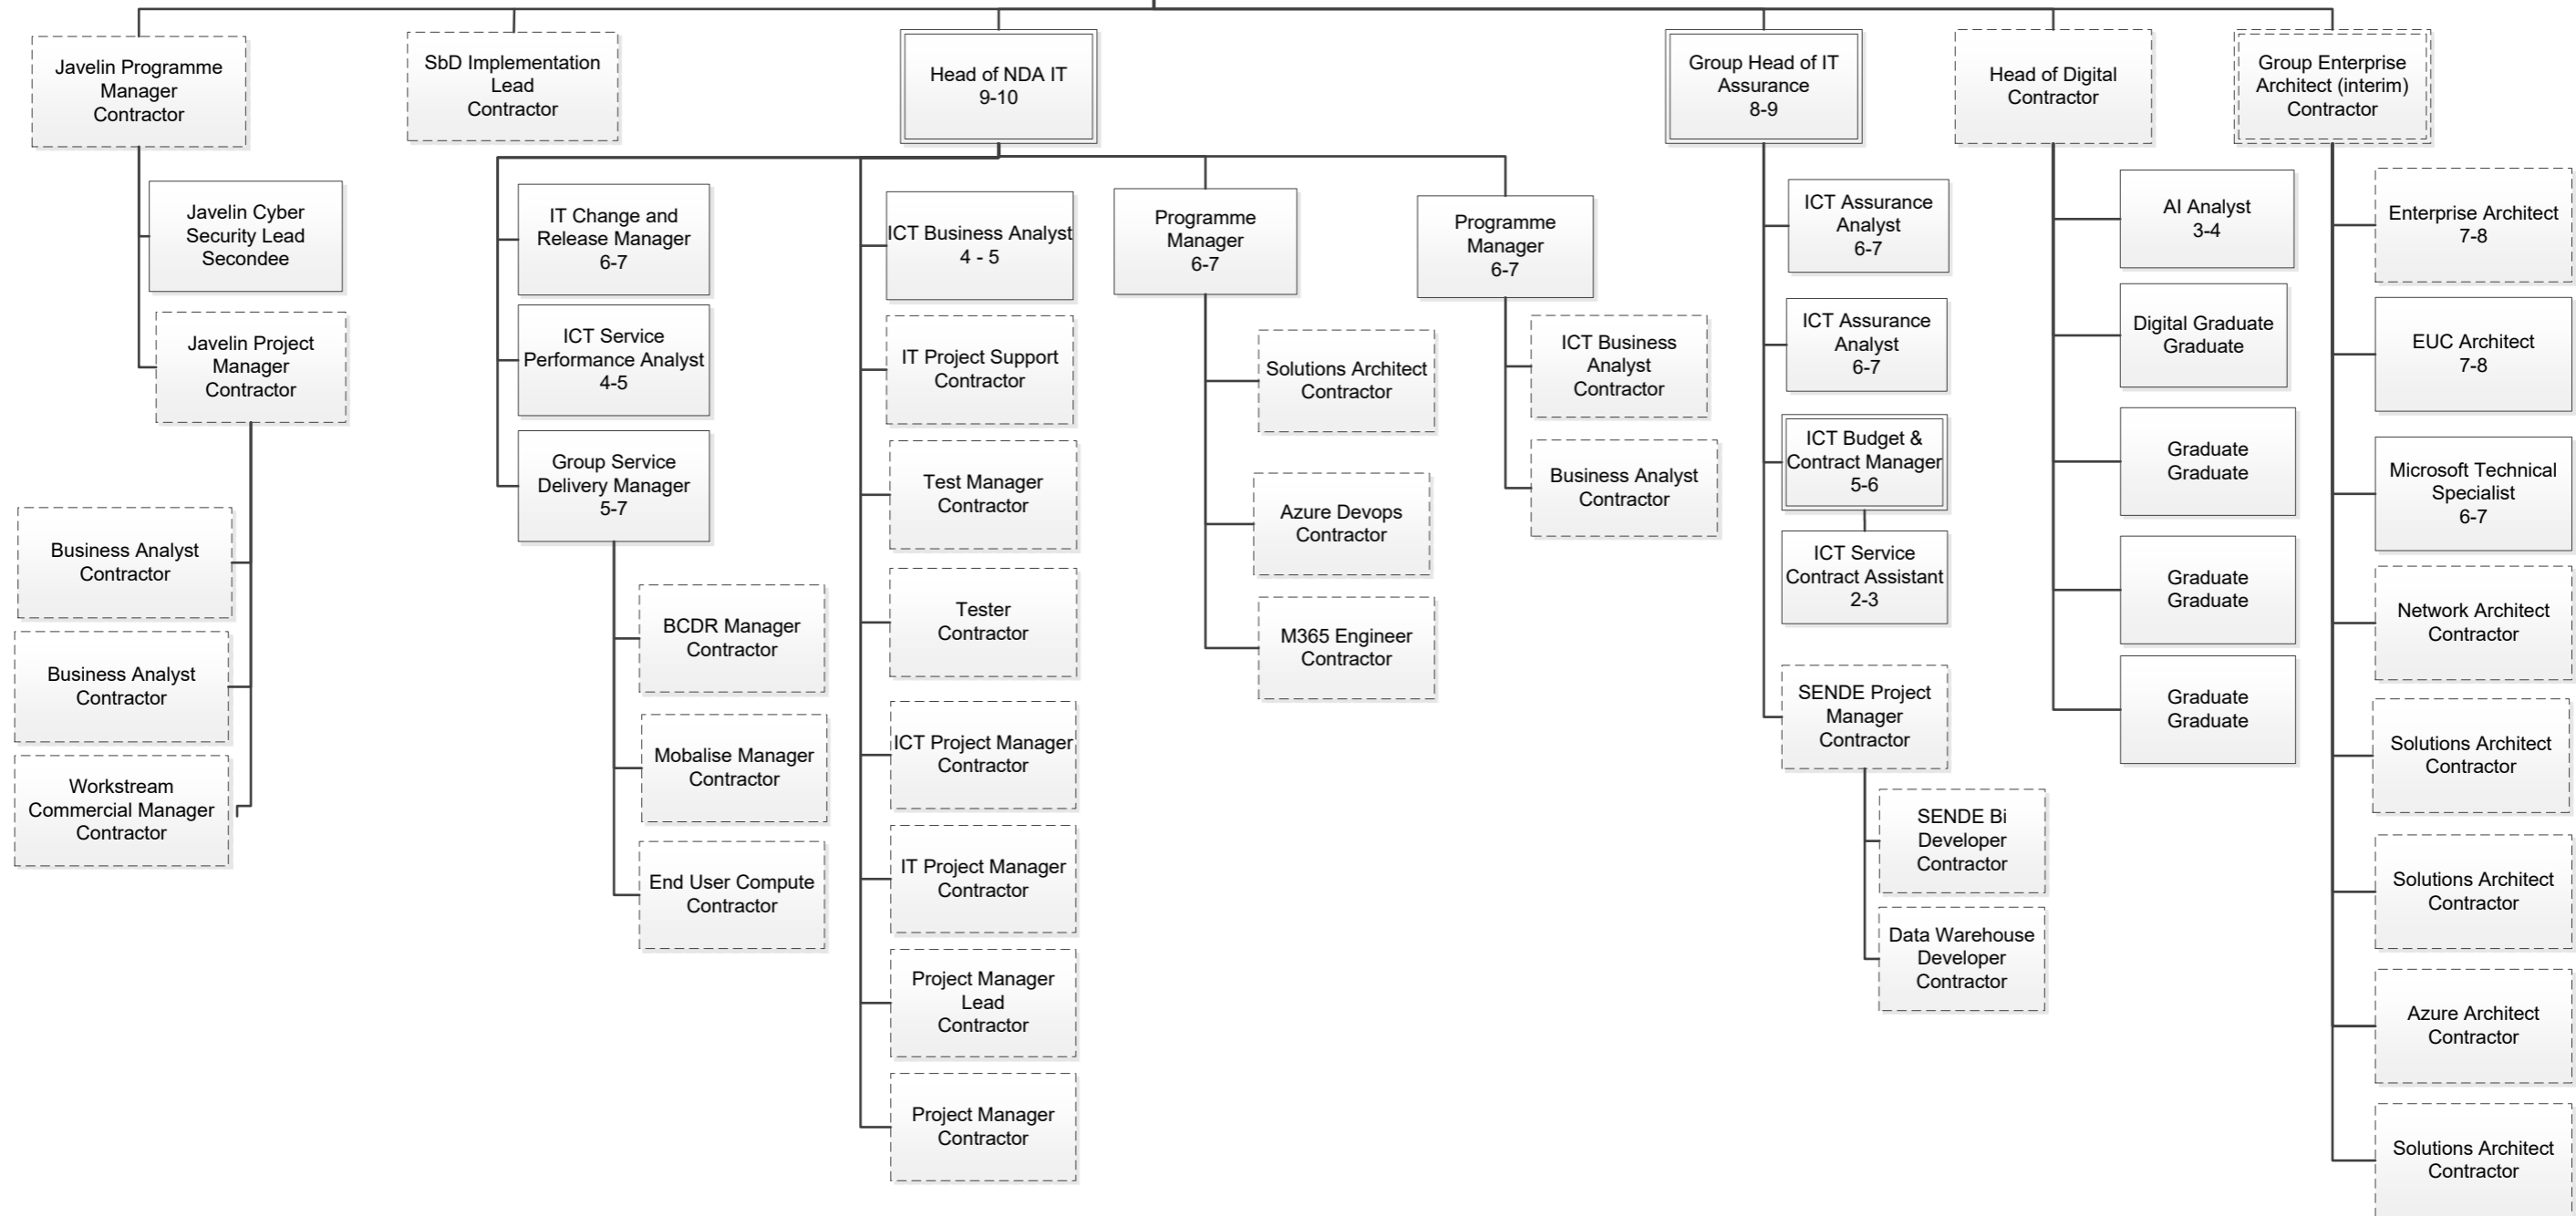 Javelin Programme
Manager
Contractor
SbD Implementation
Lead
Contractor
Head of NDA IT
9-10
Group Head of IT
Assurance
8-9
Head of Digital
Contractor
Group Enterprise
Architect (interim)
Contractor
Javelin Cyber
Security Lead
Secondee
Javelin Project
Manager
Contractor
Business Analyst
Contractor
Business Analyst
Contractor
Workstream
Commercial Manager
Contractor
IT Change and
Release Manager
6-7
ICT Service
Performance Analyst
4-5
Group Service
Delivery Manager
5-7
BCDR Manager
Contractor
Mobalise Manager
Contractor
End User Compute
Contractor
ICT Business Analyst
4 - 5
IT Project Support
Contractor
Test Manager
Contractor
Tester
Contractor
ICT Project Manager
Contractor
IT Project Manager
Contractor
Project Manager
Lead
Contractor
Project Manager
Contractor
Programme
Manager
6-7
Solutions Architect
Contractor
Azure Devops
Contractor
M365 Engineer
Contractor
Programme
Manager
6-7
ICT Business
Analyst
Contractor
Business Analyst
Contractor
ICT Assurance
Analyst
6-7
ICT Assurance
Analyst
6-7
ICT Budget &
Contract Manager
5-6
ICT Service
Contract Assistant
2-3
SENDE Project
Manager
Contractor
SENDE Bi
Developer
Contractor
Data Warehouse
Developer
Contractor
AI Analyst
3-4
Digital Graduate
Graduate
Graduate
Graduate
Graduate
Graduate
Graduate
Graduate
Enterprise Architect
7-8
EUC Architect
7-8
Microsoft Technical
Specialist
6-7
Network Architect
Contractor
Solutions Architect
Contractor
Solutions Architect
Contractor
Azure Architect
Contractor
Solutions Architect
Contractor